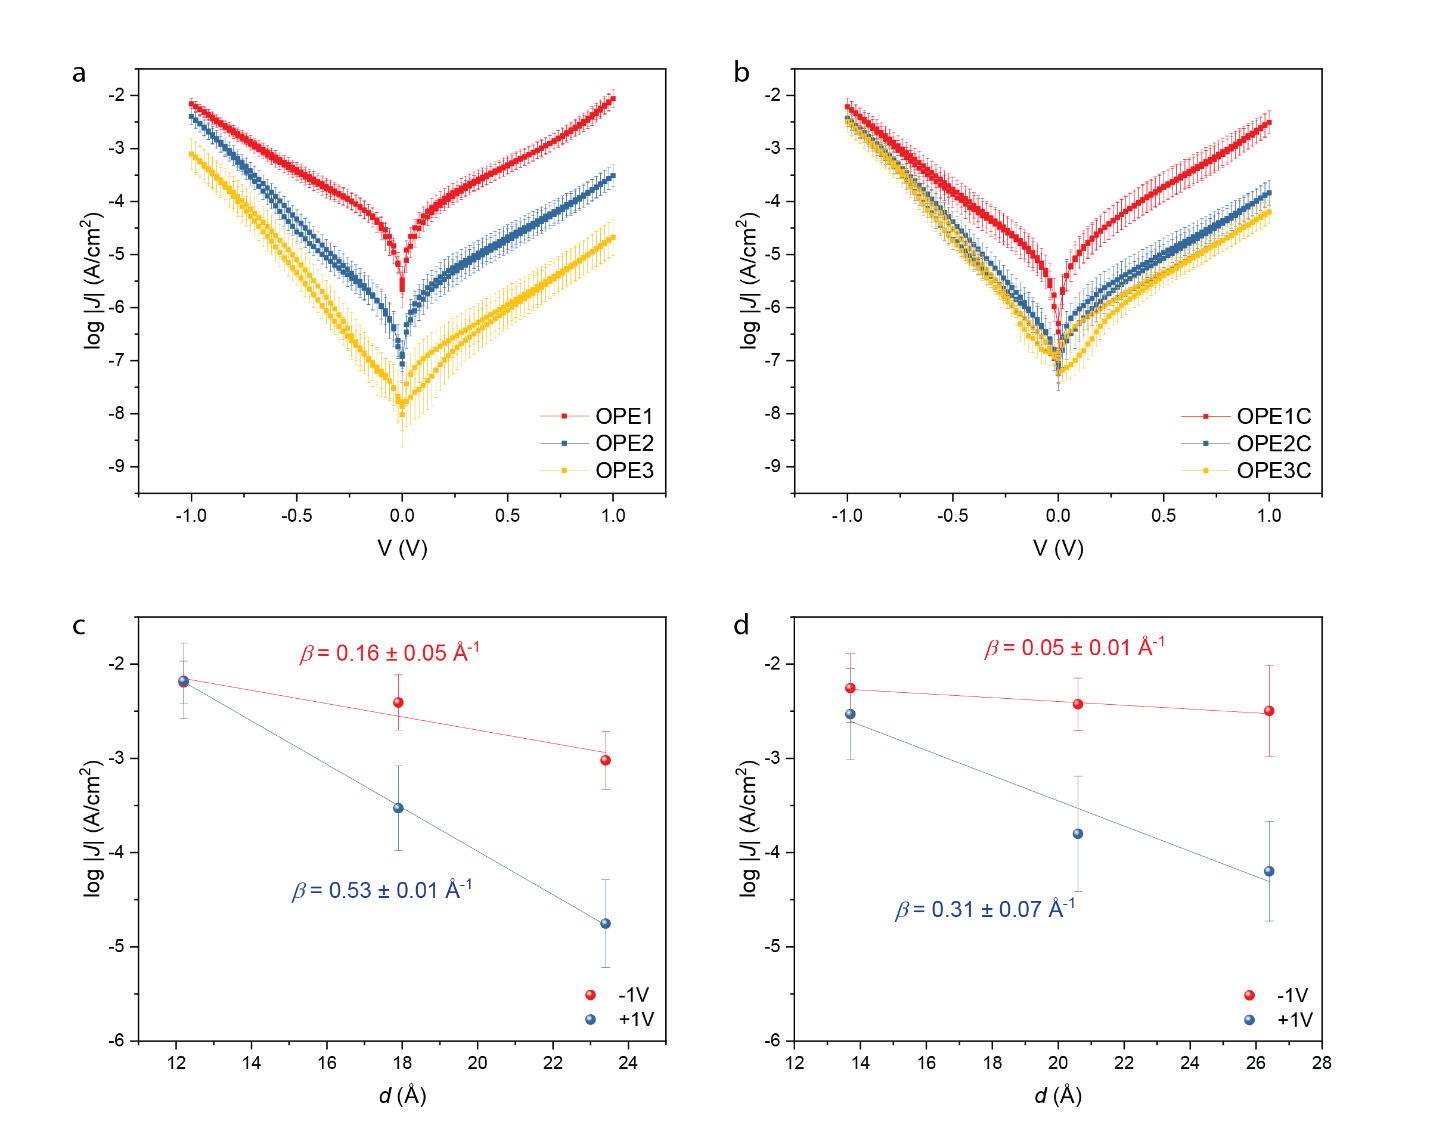 a
-2
-3
-4
-5
-6
-7
-8
-9
log |J| (A/cm²)
OPE1
OPE2
OPE3
-1.0 -0.5 0.0 0.5 1.0
V (V)
b
-2
-3
-4
-5
-6
-7
-8
-9
log |J| (A/cm²)
OPE1C
OPE2C
OPE3C
-1.0 -0.5 0.0 0.5 1.0
V (V)
c
-2
-3
-4
-5
-6
log |J| (A/cm²)
β = 0.16 ± 0.05 Å⁻¹
β = 0.53 ± 0.01 Å⁻¹
-1V
+1V
12 14 16 18 20 22 24
d (Å)
d
-2
-3
-4
-5
-6
log |J| (A/cm²)
β = 0.05 ± 0.01 Å⁻¹
β = 0.31 ± 0.07 Å⁻¹
-1V
+1V
12 14 16 18 20 22 24 26 28
d (Å)